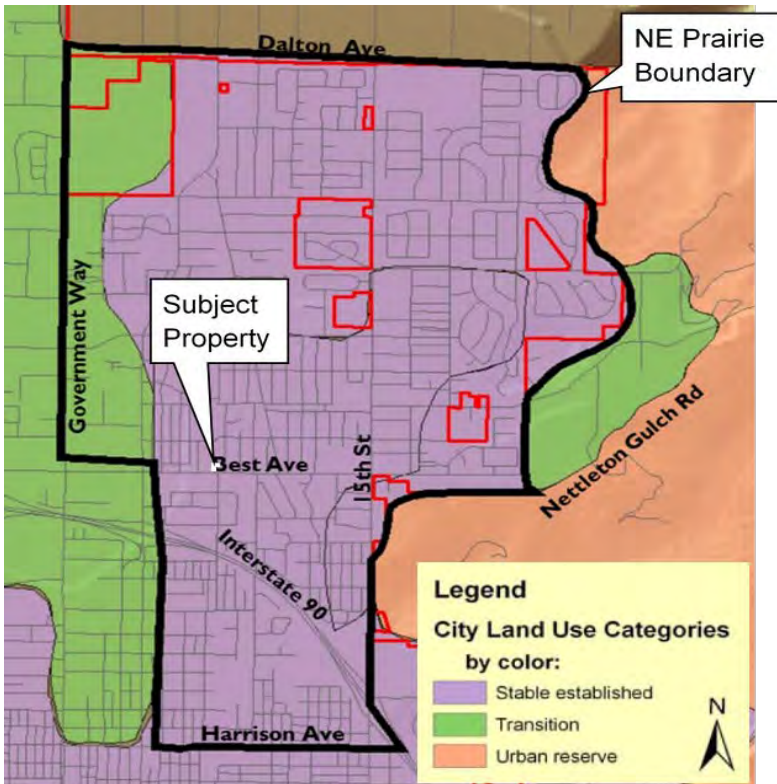 Dalton Ave
NE Prairie
Boundary
Government Way
Subject
Property
Best Ave
15th St
Nettleton Gulch Rd
Interstate 90
Harrison Ave
Legend
City Land Use Categories
by color:
Stable established
Transition
Urban reserve
N